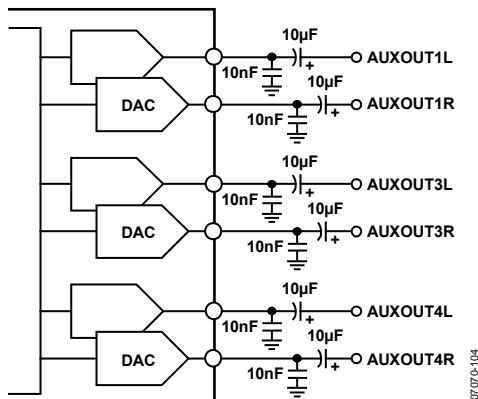 10µF
+ AUXOUT1L
10nF
10µF
DAC
+ AUXOUT1R
10nF
10µF
+ AUXOUT3L
10nF
10µF
DAC
+ AUXOUT3R
10nF
10µF
+ AUXOUT4L
10nF
10µF
DAC
+ AUXOUT4R
10nF
07070-104